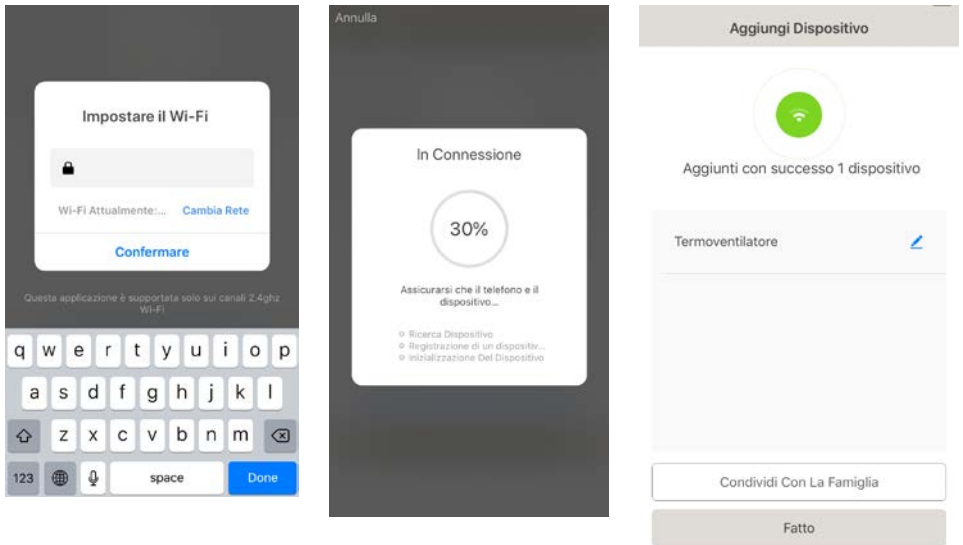 Impostare il Wi-Fi
Wi-Fi Attualmente:... Cambia Rete
Confermare
Questa applicazione è supportata solo sui canali 2.4ghz
Wi-Fi
q w e r t y u i o p
a s d f g h j k l
z x c v b n m
123 space Done
Annulla
In Connessione
30%
Assicurarsi che il telefono e il
dispositivo...
Ricerca Dispositivo
Registrazione di un dispositiv...
Inizializzazione Del Dispositivo
Aggiungi Dispositivo
Aggiunti con successo 1 dispositivo
Termoventilatore
Condividi Con La Famiglia
Fatto